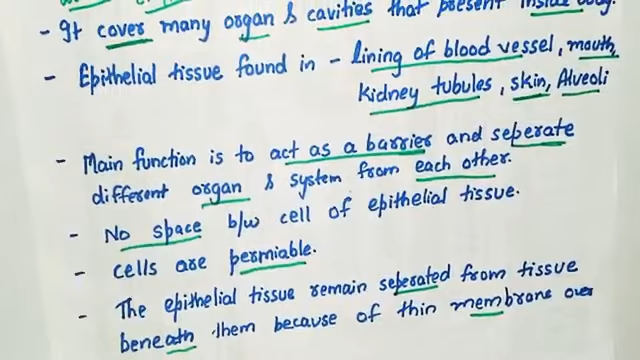 - It cover many organ & cavities that present inside body.
- Epithelial tissue found in - lining of blood vessel, mouth,
kidney tubules, skin, Alveoli
- Main function is to act as a barrier and seperate
different organ & system from each other.
- No space b/w cell of epithelial tissue.
- cells are permiable.
- The epithelial tissue remain seperated from tissue
beneath them because of thin membrane over